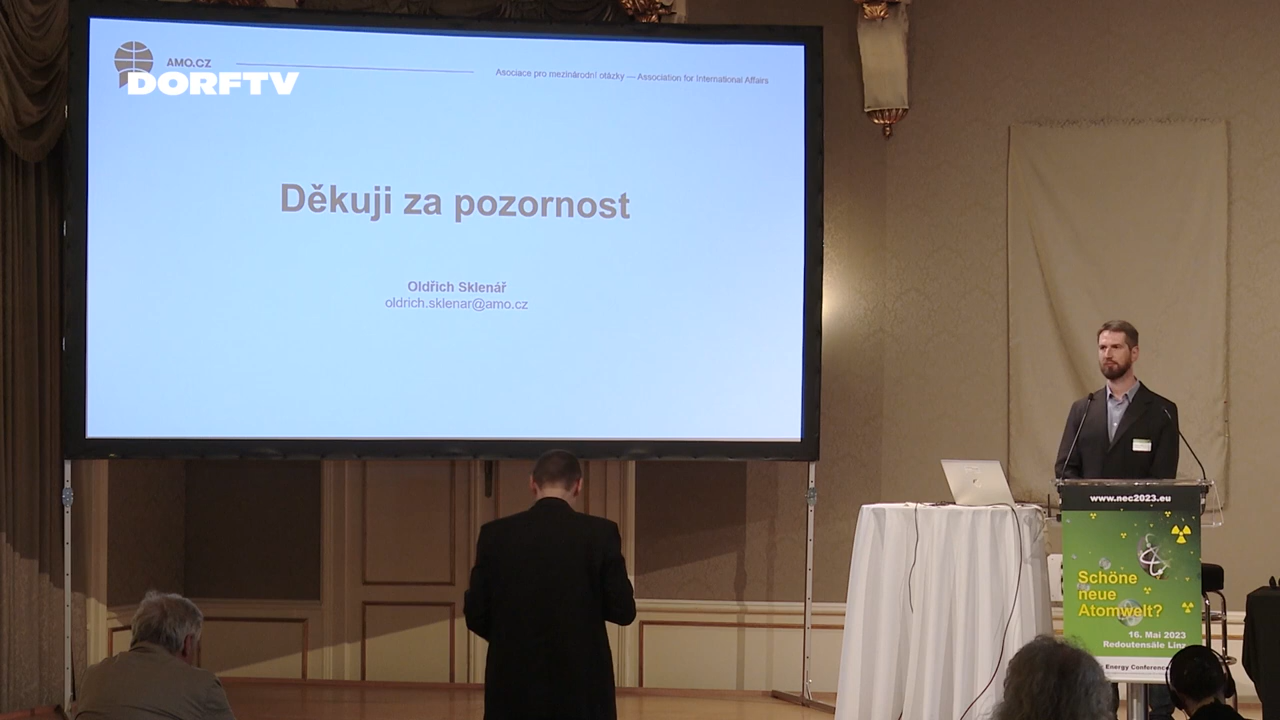 AMO.CZ
DORFTV
Asociace pro mezinárodní otázky — Association for International Affairs
Děkuji za pozornost
Oldřich Sklenář
oldrich.sklenar@amo.cz
www.nec2023.eu
Schöne
neue
Atomwelt?
16. Mai 2023
Redoutensäle Linz
Energy Conference